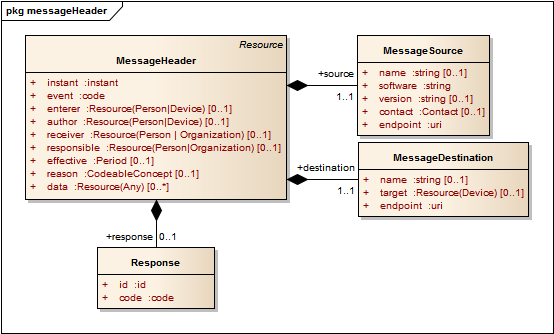 pkg messageHeader
Resource
MessageHeader
+ instant :instant
+ event :code
+ enterer :Resource(Person|Device) [0..1]
+ author :Resource(Person|Device) [0..1]
+ receiver :Resource(Person | Organization) [0..1]
+ responsible :Resource(Person|Organization) [0..1]
+ effective :Period [0..1]
+ reason :CodeableConcept [0..1]
+ data :Resource(Any) [0..*]
+source
1..1
MessageSource
+ name :string [0..1]
+ software :string
+ version :string [0..1]
+ contact :Contact [0..1]
+ endpoint :uri
+destination
1..1
MessageDestination
+ name :string [0..1]
+ target :Resource(Device) [0..1]
+ endpoint :uri
+response 0..1
Response
+ id :id
+ code :code